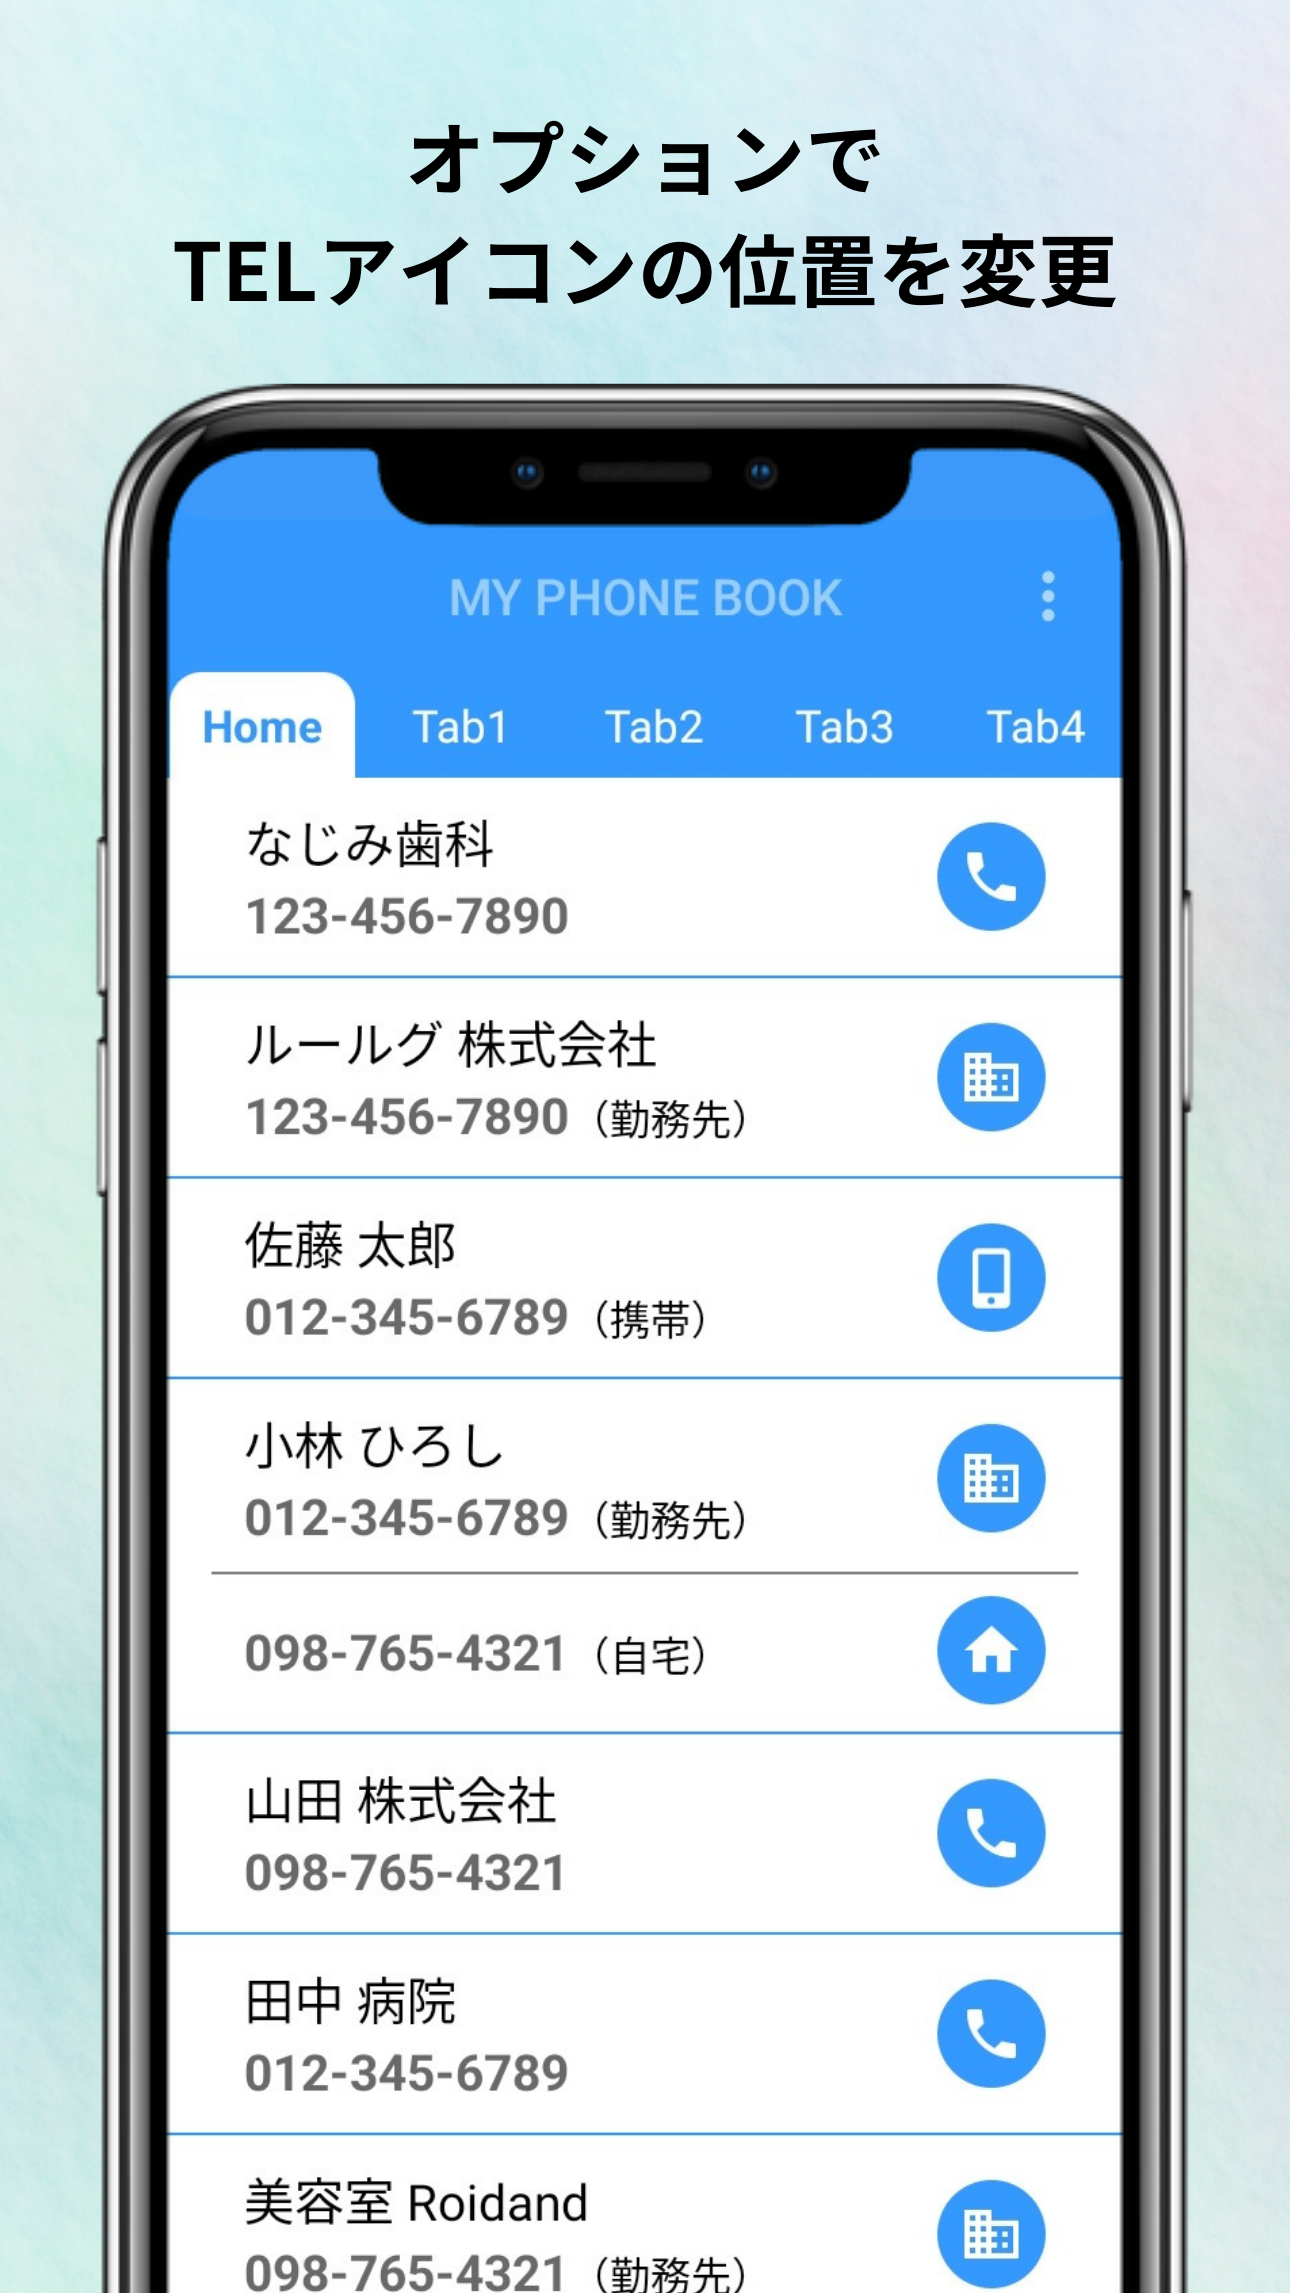 オプションで
TELアイコンの位置を変更
MY PHONE BOOK
Home Tab1 Tab2 Tab3 Tab4
なじみ歯科
123-456-7890
ルールグ 株式会社
123-456-7890（勤務先）
佐藤 太郎
012-345-6789（携帯）
小林 ひろし
012-345-6789（勤務先）
098-765-4321（自宅）
山田 株式会社
098-765-4321
田中 病院
012-345-6789
美容室 Roidand
098-765-4321（勤務先）